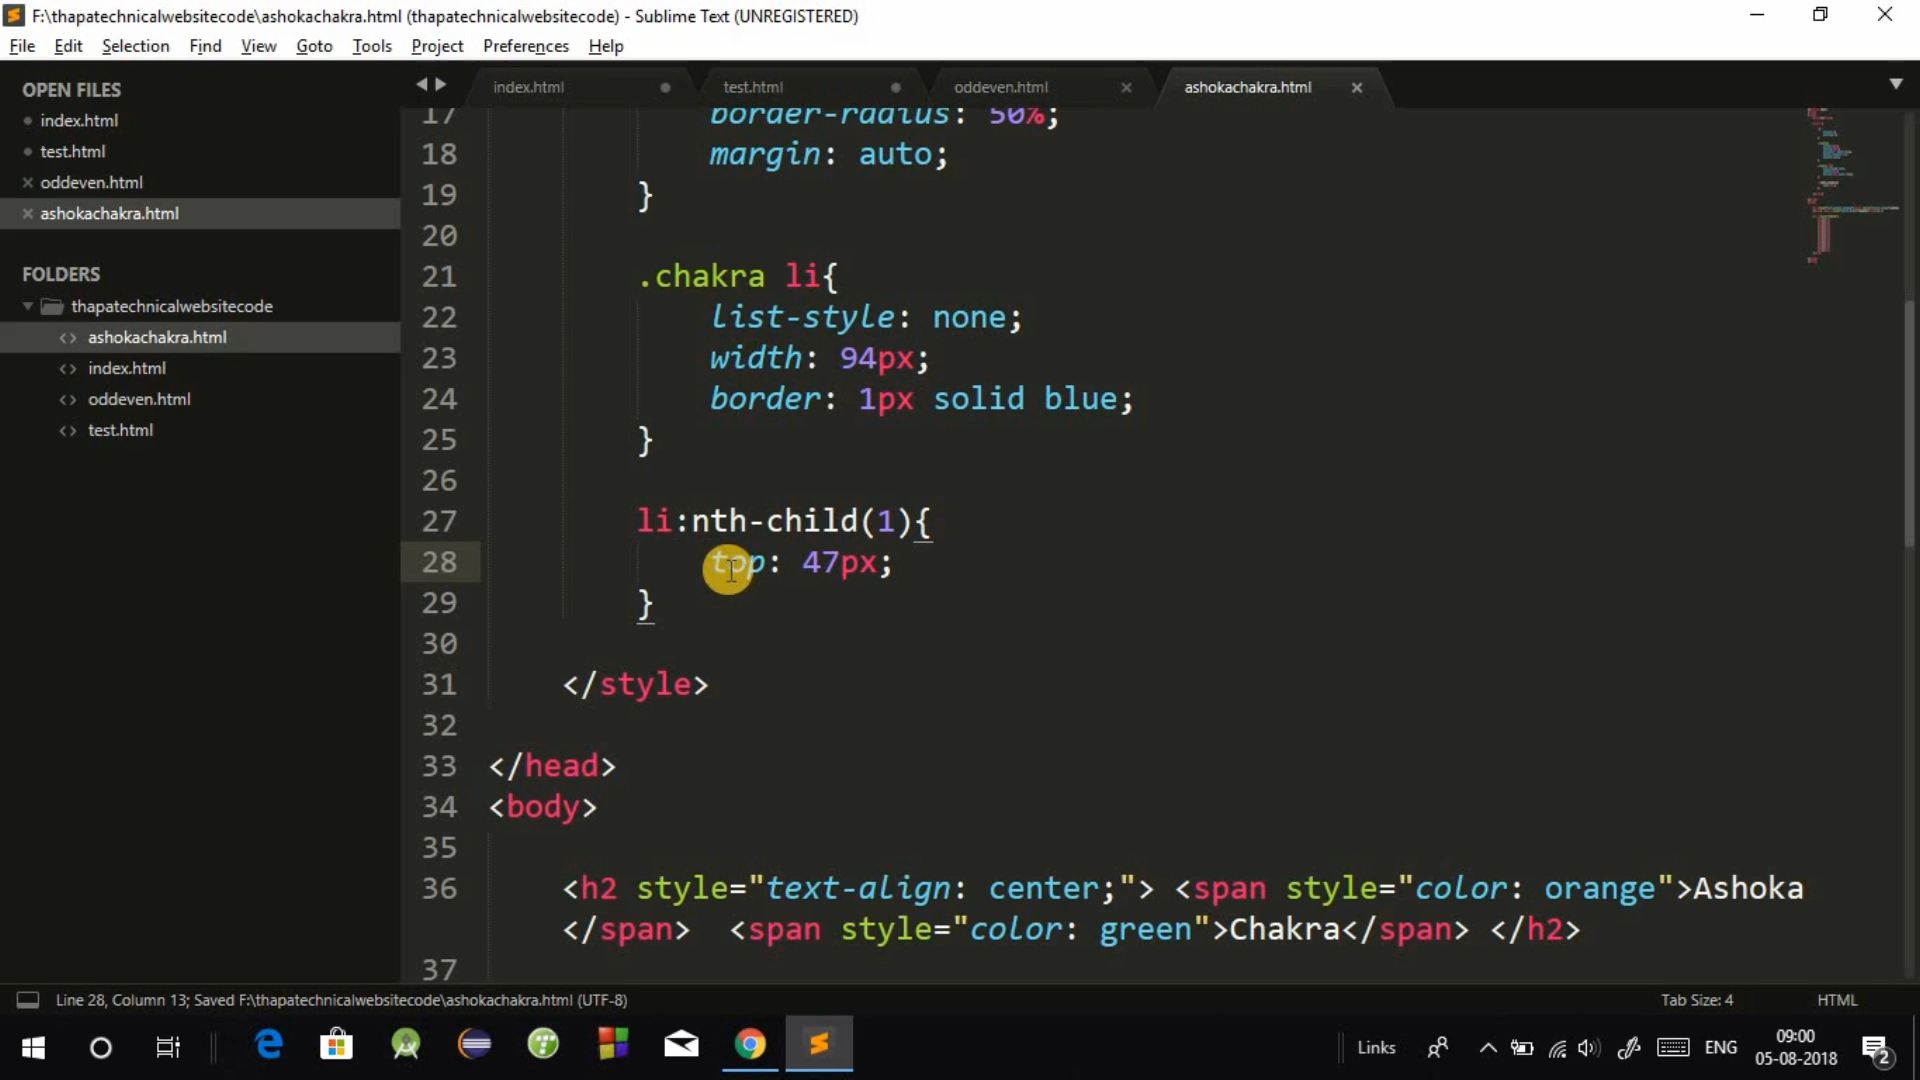 F:\thapatechnicalwebsitecode\ashokachakra.html (thapatechnicalwebsitecode) - Sublime Text (UNREGISTERED)
File Edit Selection Find View Goto Tools Project Preferences Help
OPEN FILES
index.html
test.html
oddeven.html
ashokachakra.html
FOLDERS
thapatechnicalwebsitecode
<> ashokachakra.html
<> index.html
<> oddeven.html
<> test.html
index.html test.html oddeven.html ashokachakra.html
17 border-radius: 50%;
18 margin: auto;
19 }
20
21 .chakra li{
22 list-style: none;
23 width: 94px;
24 border: 1px solid blue;
25 }
26
27 li:nth-child(1){
28 top: 47px;
29 }
30
31 </style>
32
33 </head>
34 <body>
35
36 <h2 style="text-align: center;"> <span style="color: orange">Ashoka
</span> <span style="color: green">Chakra</span> </h2>
37
Line 28, Column 13; Saved F:\thapatechnicalwebsitecode\ashokachakra.html (UTF-8) Tab Size: 4 HTML
Links ENG 09:00
05-08-2018 2